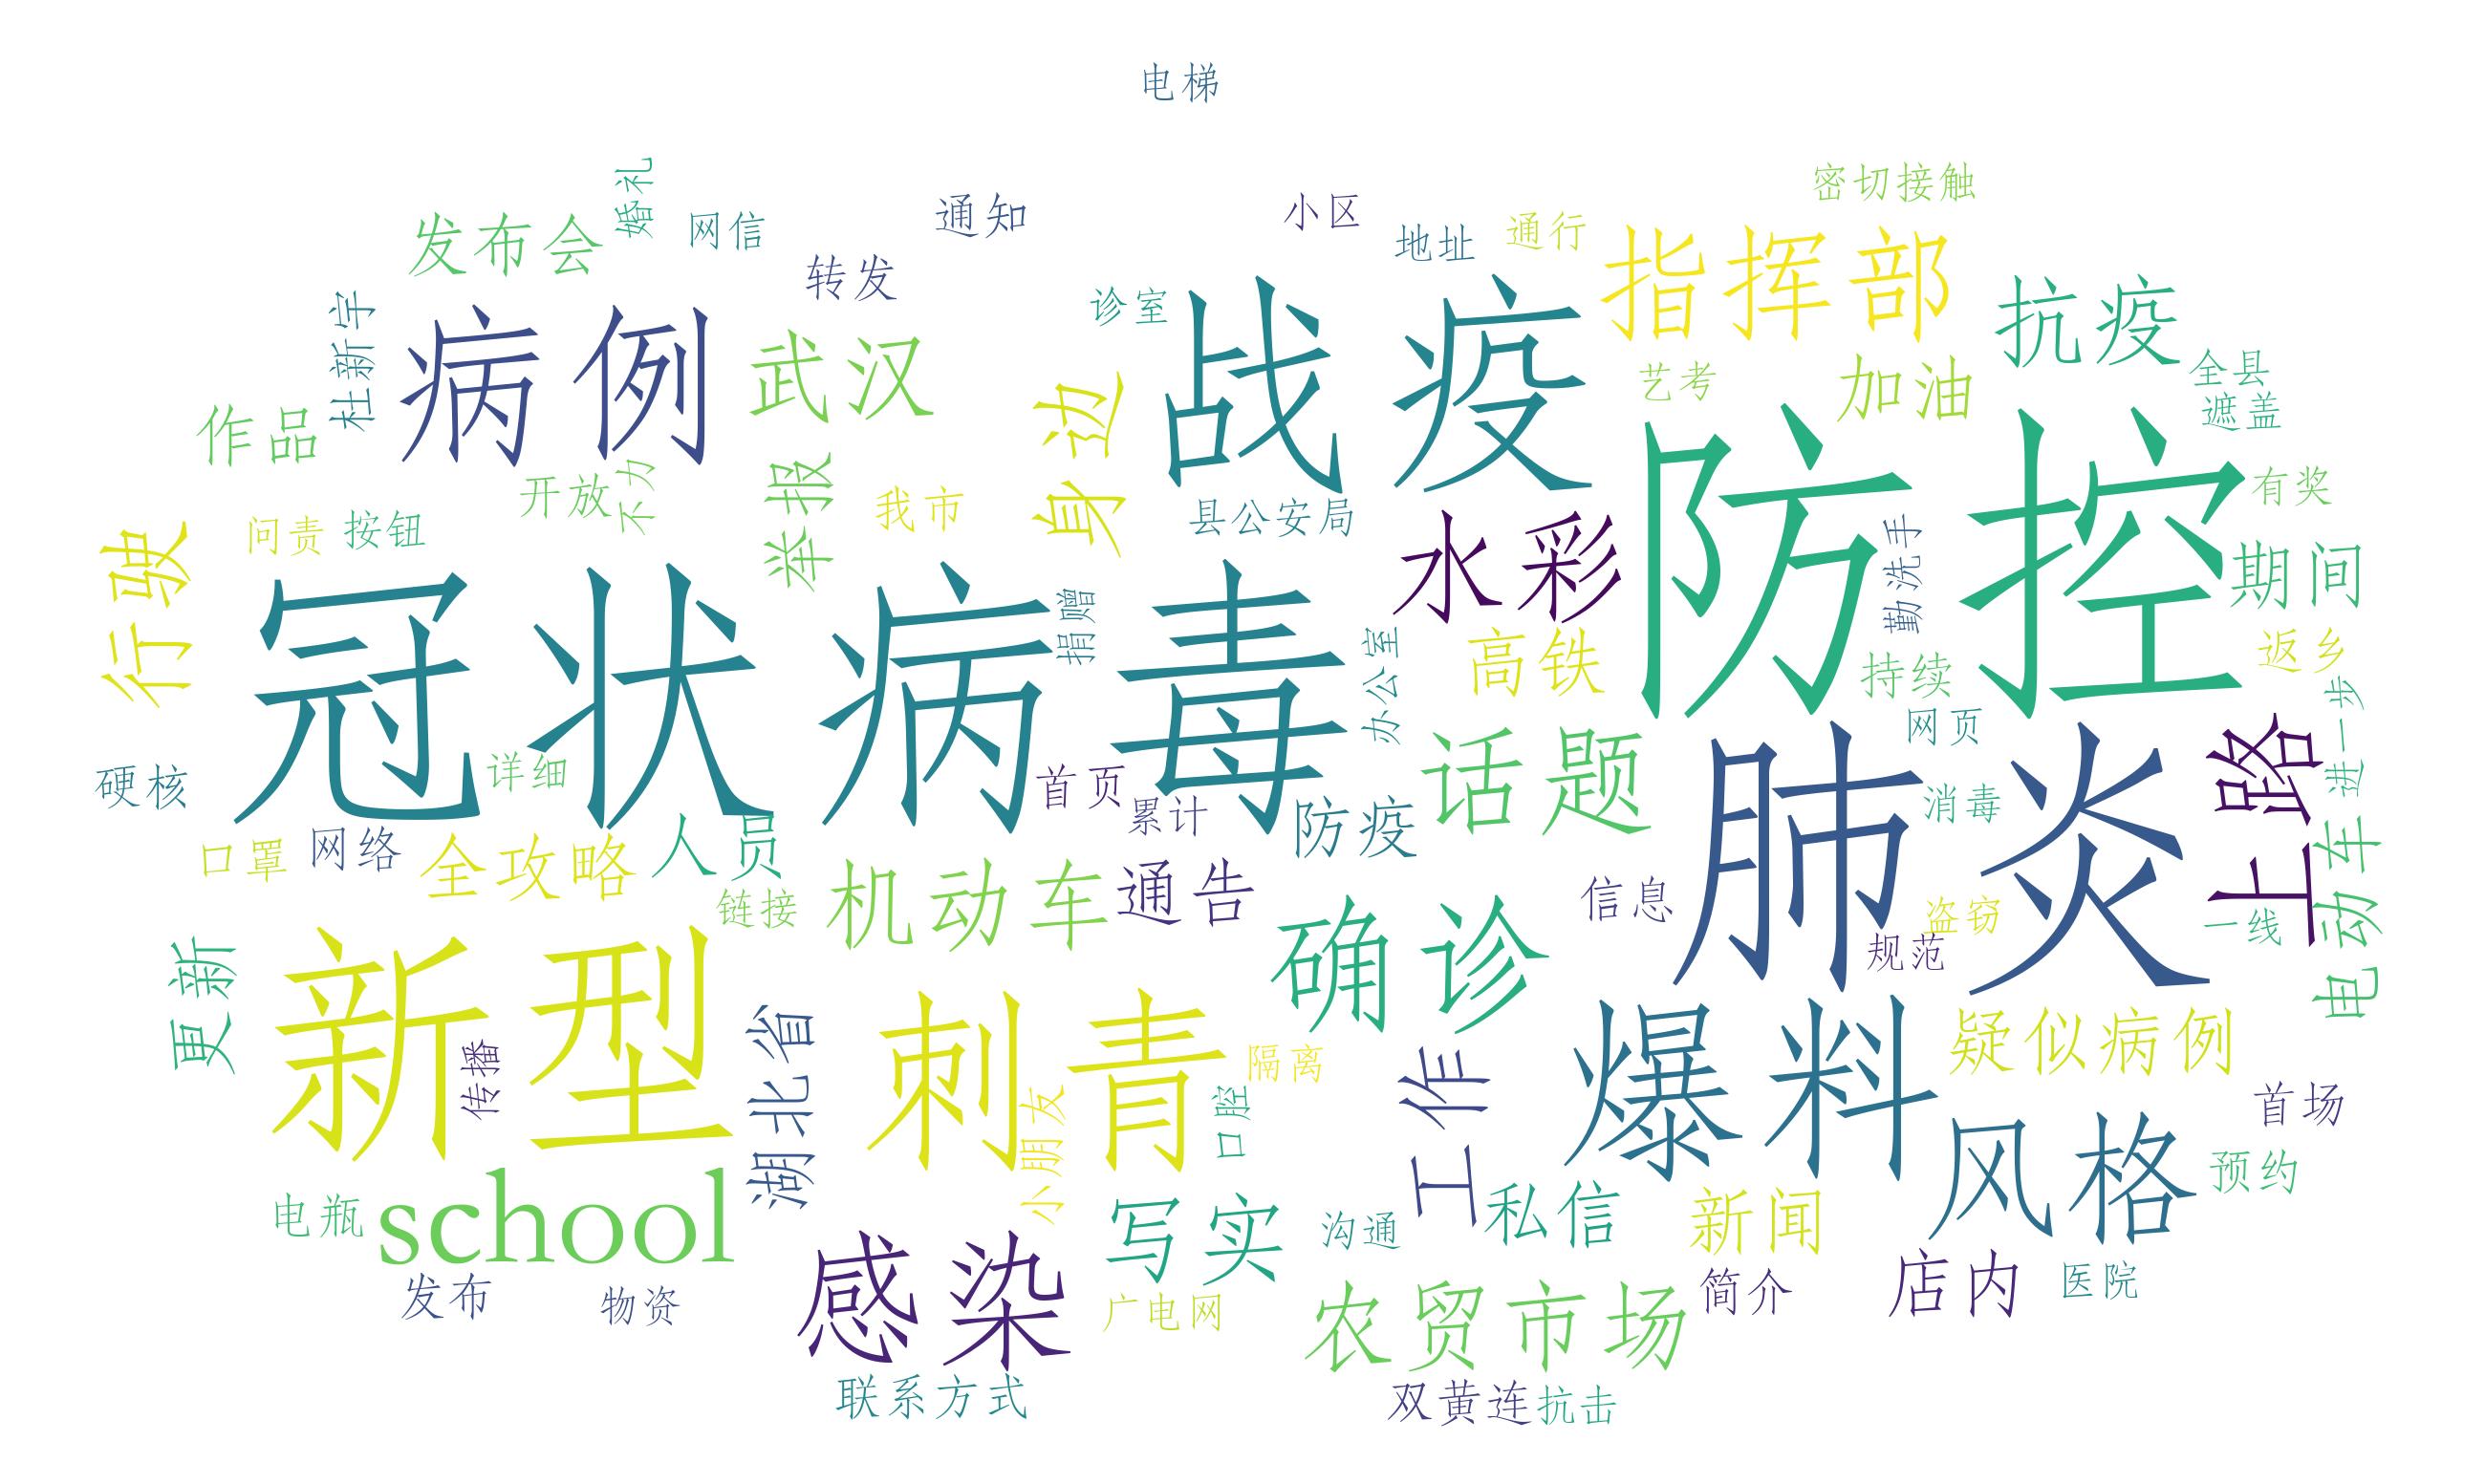 电梯
婚礼
密切接触
发布会
网信
通知
小区
地址
通行
指挥部
转发
诊室
战疫
抗疫
杜新宇
病例
武汉
身边
艺考
加油
全县
遮盖
作品
开放
下力
举报
我市
县公安局
水彩
防控
有奖
行驶
问责
按钮
勤洗手
期间
冠状病毒
捐赠
办公室
高铁
持续
返乡
进一步
硬核
详细
首页
累计
防疫
话题
肺炎
网页
消毒
上路
口罩
网络
全攻略
人员
链接
机动车
通告
确诊
信息
盗窃
规范
一线
电动车
更新
新型
传播
湖北省
刺青
小朋友
隔离
口腔
工作
爆料
疑似病例
首场
电瓶
school
写实
沟通
私信
新闻
风格
预约
发布
物资
感染
广电网
农贸市场
简介
店内
医院
联系方式
双黄连
抗击